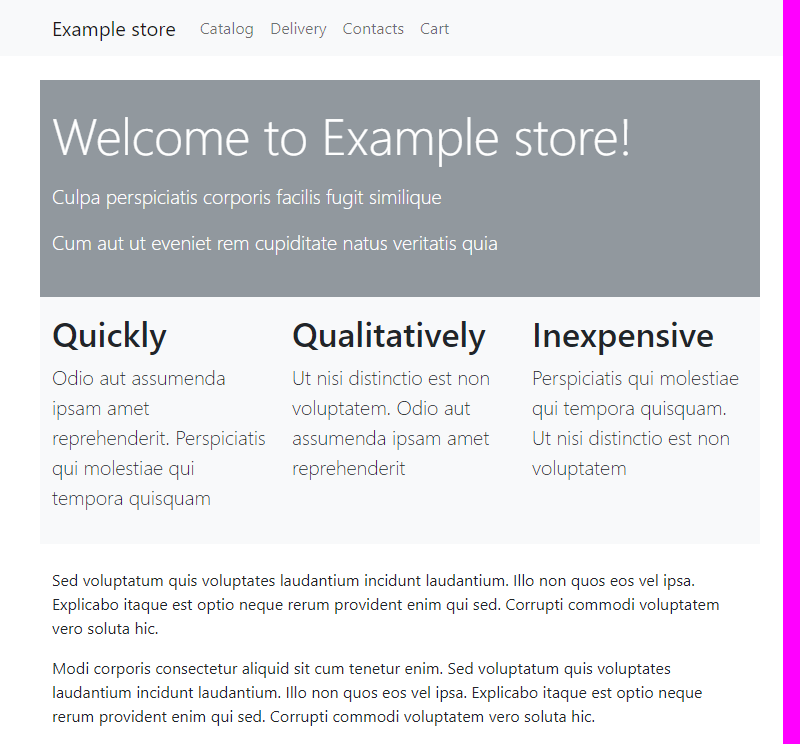 Example store Catalog Delivery Contacts Cart
Welcome to Example store!
Culpa perspiciatis corporis facilis fugit similique
Cum aut ut eveniet rem cupiditate natus veritatis quia
Quickly
Odio aut assumenda
ipsam amet
reprehenderit. Perspiciatis
qui molestiae qui
tempora quisquam
Qualitatively
Ut nisi distinctio est non
voluptatem. Odio aut
assumenda ipsam amet
reprehenderit
Inexpensive
Perspiciatis qui molestiae
qui tempora quisquam.
Ut nisi distinctio est non
voluptatem
Sed voluptatum quis voluptates laudantium incidunt laudantium. Illo non quos eos vel ipsa.
Explicabo itaque est optio neque rerum provident enim qui sed. Corrupti commodi voluptatem
vero soluta hic.
Modi corporis consectetur aliquid sit cum tenetur enim. Sed voluptatum quis voluptates
laudantium incidunt laudantium. Illo non quos eos vel ipsa. Explicabo itaque est optio neque
rerum provident enim qui sed. Corrupti commodi voluptatem vero soluta hic.